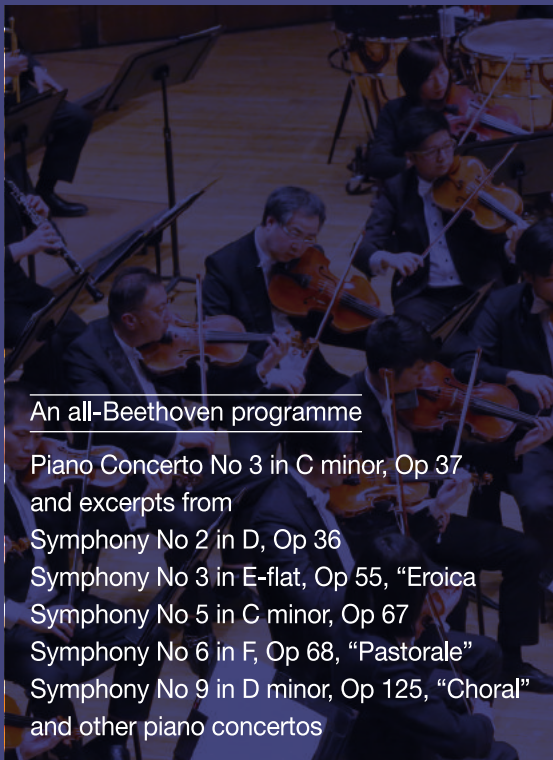 An all-Beethoven programme
Piano Concerto No 3 in C minor, Op 37
and excerpts from
Symphony No 2 in D, Op 36
Symphony No 3 in E-flat, Op 55, “Eroica
Symphony No 5 in C minor, Op 67
Symphony No 6 in F, Op 68, “Pastorale”
Symphony No 9 in D minor, Op 125, “Choral”
and other piano concertos